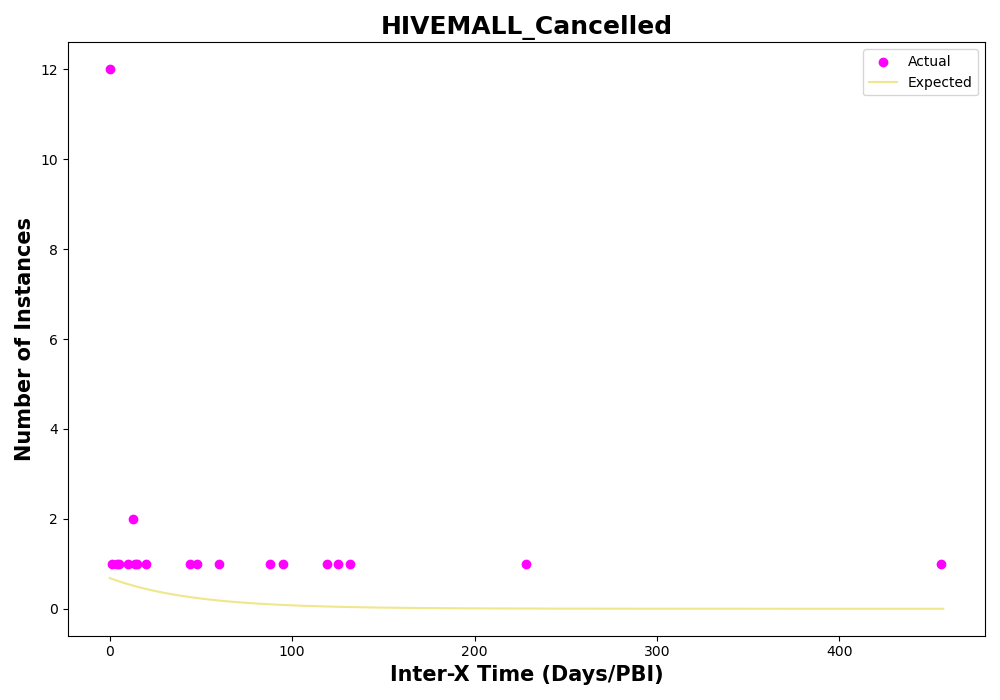 HIVEMALL_Cancelled
Actual
Expected
12
10
8
6
4
2
0
Number of Instances
0
100
200
300
400
Inter-X Time (Days/PBI)